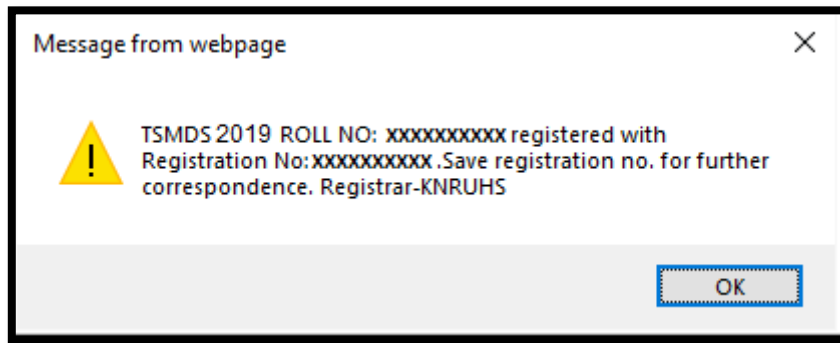 Message from webpage
TSMDS 2019 ROLL NO: xxxxxxxxxx registered with
Registration No:xxxxxxxxxx .Save registration no. for further
correspondence. Registrar-KNRUHS
OK